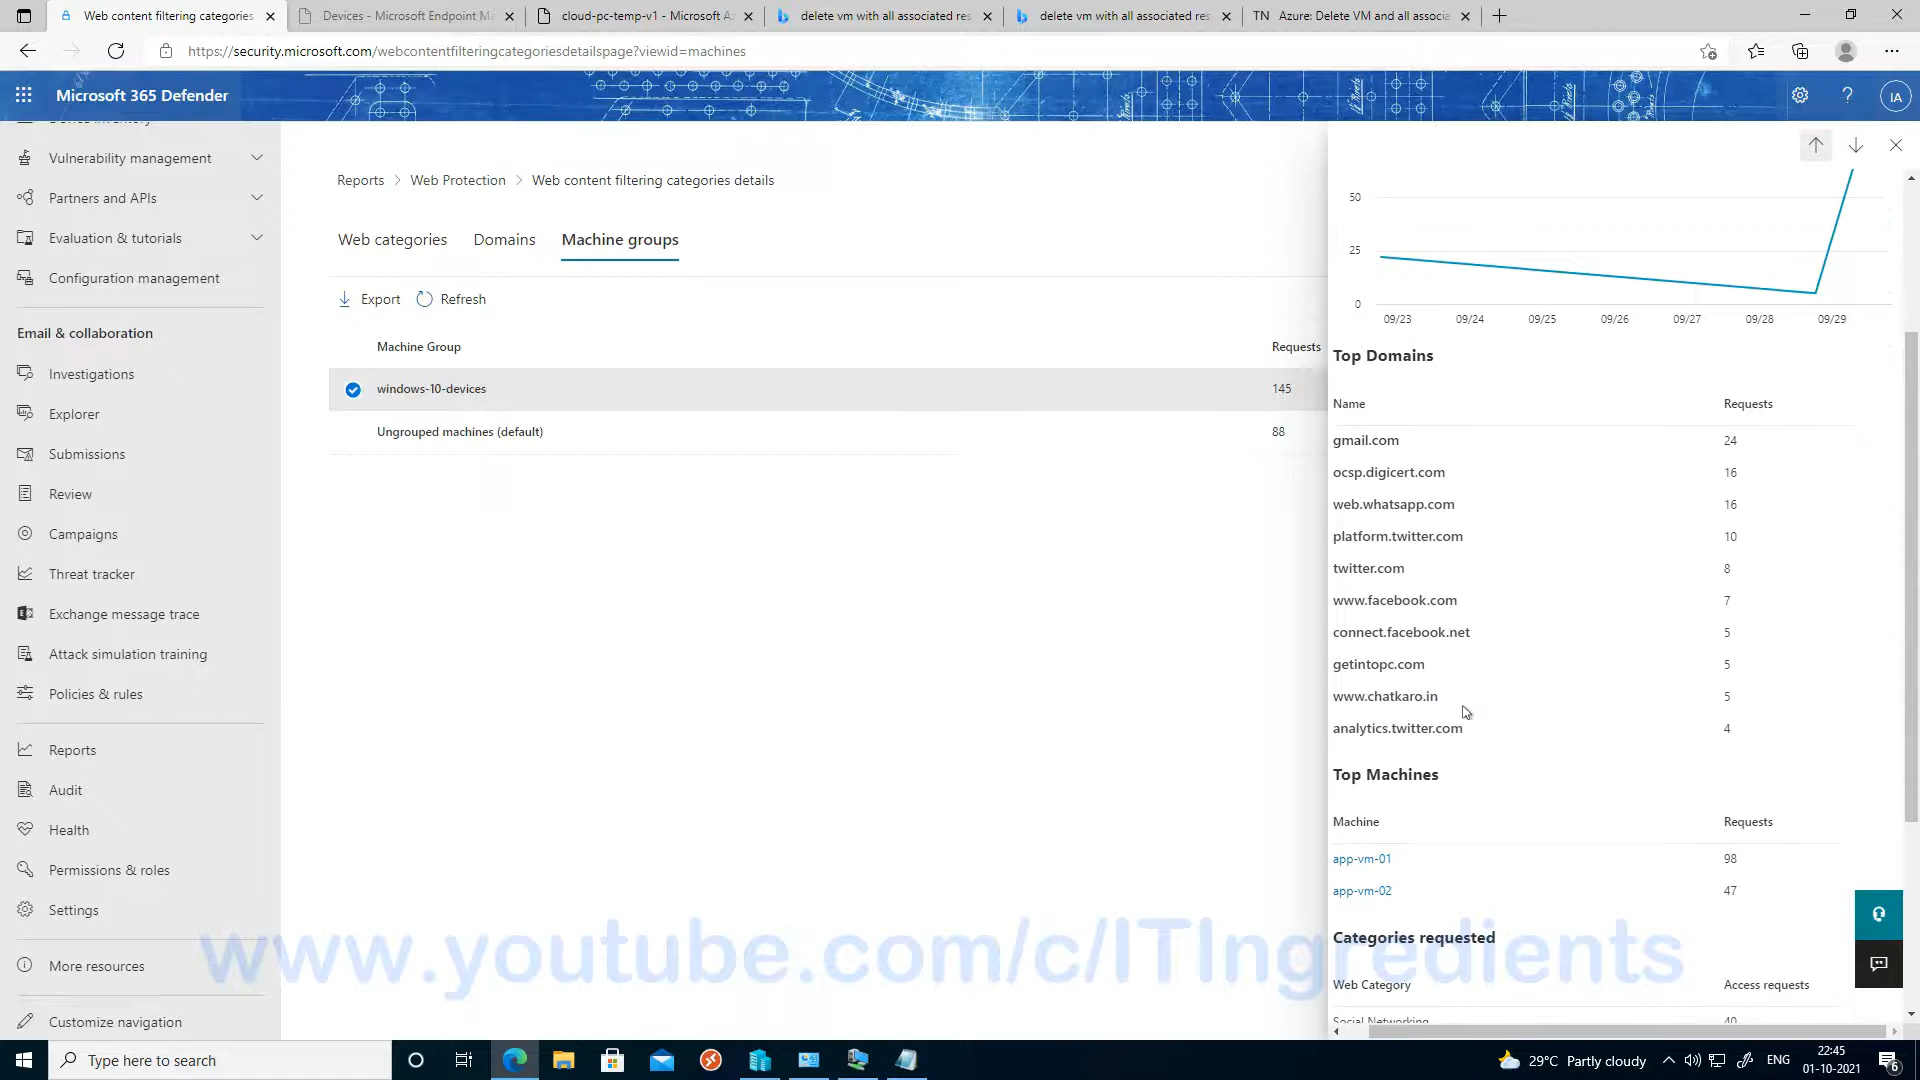 Web content filtering categories
Devices - Microsoft Endpoint Ma
cloud-pc-temp-v1 - Microsoft Az
delete vm with all associated res
delete vm with all associated res
TN Azure: Delete VM and all associa
https://security.microsoft.com/webcontentfilteringcategoriesdetailspage?viewid=machines
Microsoft 365 Defender
IA
Device inventory
Vulnerability management
Partners and APIs
Evaluation & tutorials
Configuration management
Email & collaboration
Investigations
Explorer
Submissions
Review
Campaigns
Threat tracker
Exchange message trace
Attack simulation training
Policies & rules
Reports
Audit
Health
Permissions & roles
Settings
More resources
Customize navigation
Reports > Web Protection > Web content filtering categories details
Web categories Domains Machine groups
Export Refresh
Machine Group Requests
windows-10-devices 145
Ungrouped machines (default) 88
50
25
0
09/23 09/24 09/25 09/26 09/27 09/28 09/29
Top Domains
Name Requests
gmail.com 24
ocsp.digicert.com 16
web.whatsapp.com 16
platform.twitter.com 10
twitter.com 8
www.facebook.com 7
connect.facebook.net 5
getintopc.com 5
www.chatkaro.in 5
analytics.twitter.com 4
Top Machines
Machine Requests
app-vm-01 98
app-vm-02 47
Categories requested
Web Category Access requests
Social Networking 40
www.youtube.com/c/ITIngredients
Type here to search
29°C Partly cloudy
ENG
22:45
01-10-2021
6